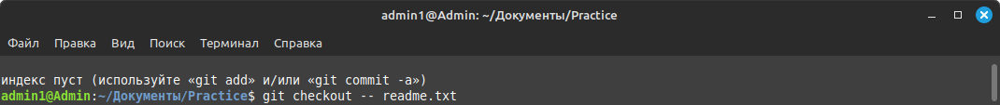 admin1@Admin: ~/Документы/Practice
Файл Правка Вид Поиск Терминал Справка
индекс пуст (используйте «git add» и/или «git commit -a»)
admin1@Admin:~/Документы/Practice$ git checkout -- readme.txt